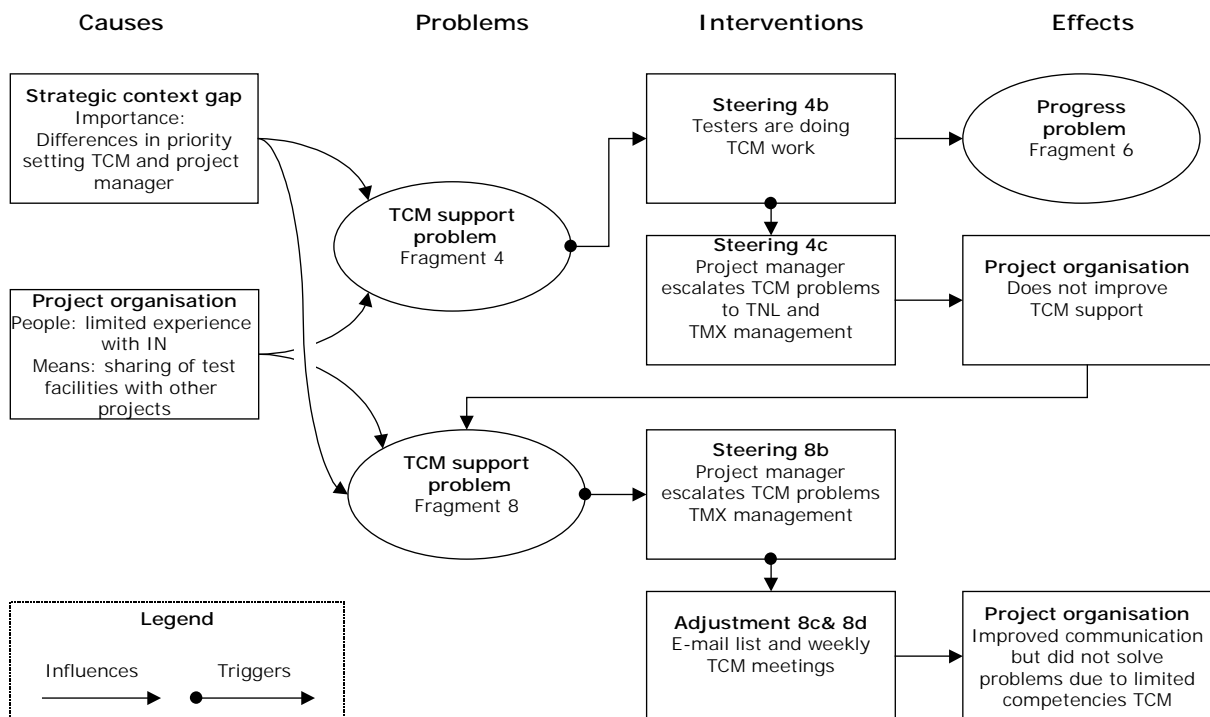 Causes
Problems
Interventions
Effects
Strategic context gap
Importance:
Differences in priority
setting TCM and project
manager
Project organisation
People: limited experience
with IN
Means: sharing of test
facilities with other
projects
TCM support
problem
Fragment 4
TCM support
problem
Fragment 8
Steering 4b
Testers are doing
TCM work
Steering 4c
Project manager
escalates TCM problems
to TNL and
TMX management
Steering 8b
Project manager
escalates TCM problems
TMX management
Adjustment 8c& 8d
E-mail list and weekly
TCM meetings
Progress
problem
Fragment 6
Project organisation
Does not improve
TCM support
Project organisation
Improved communication
but did not solve
problems due to limited
competencies TCM
Legend
Influences
Triggers